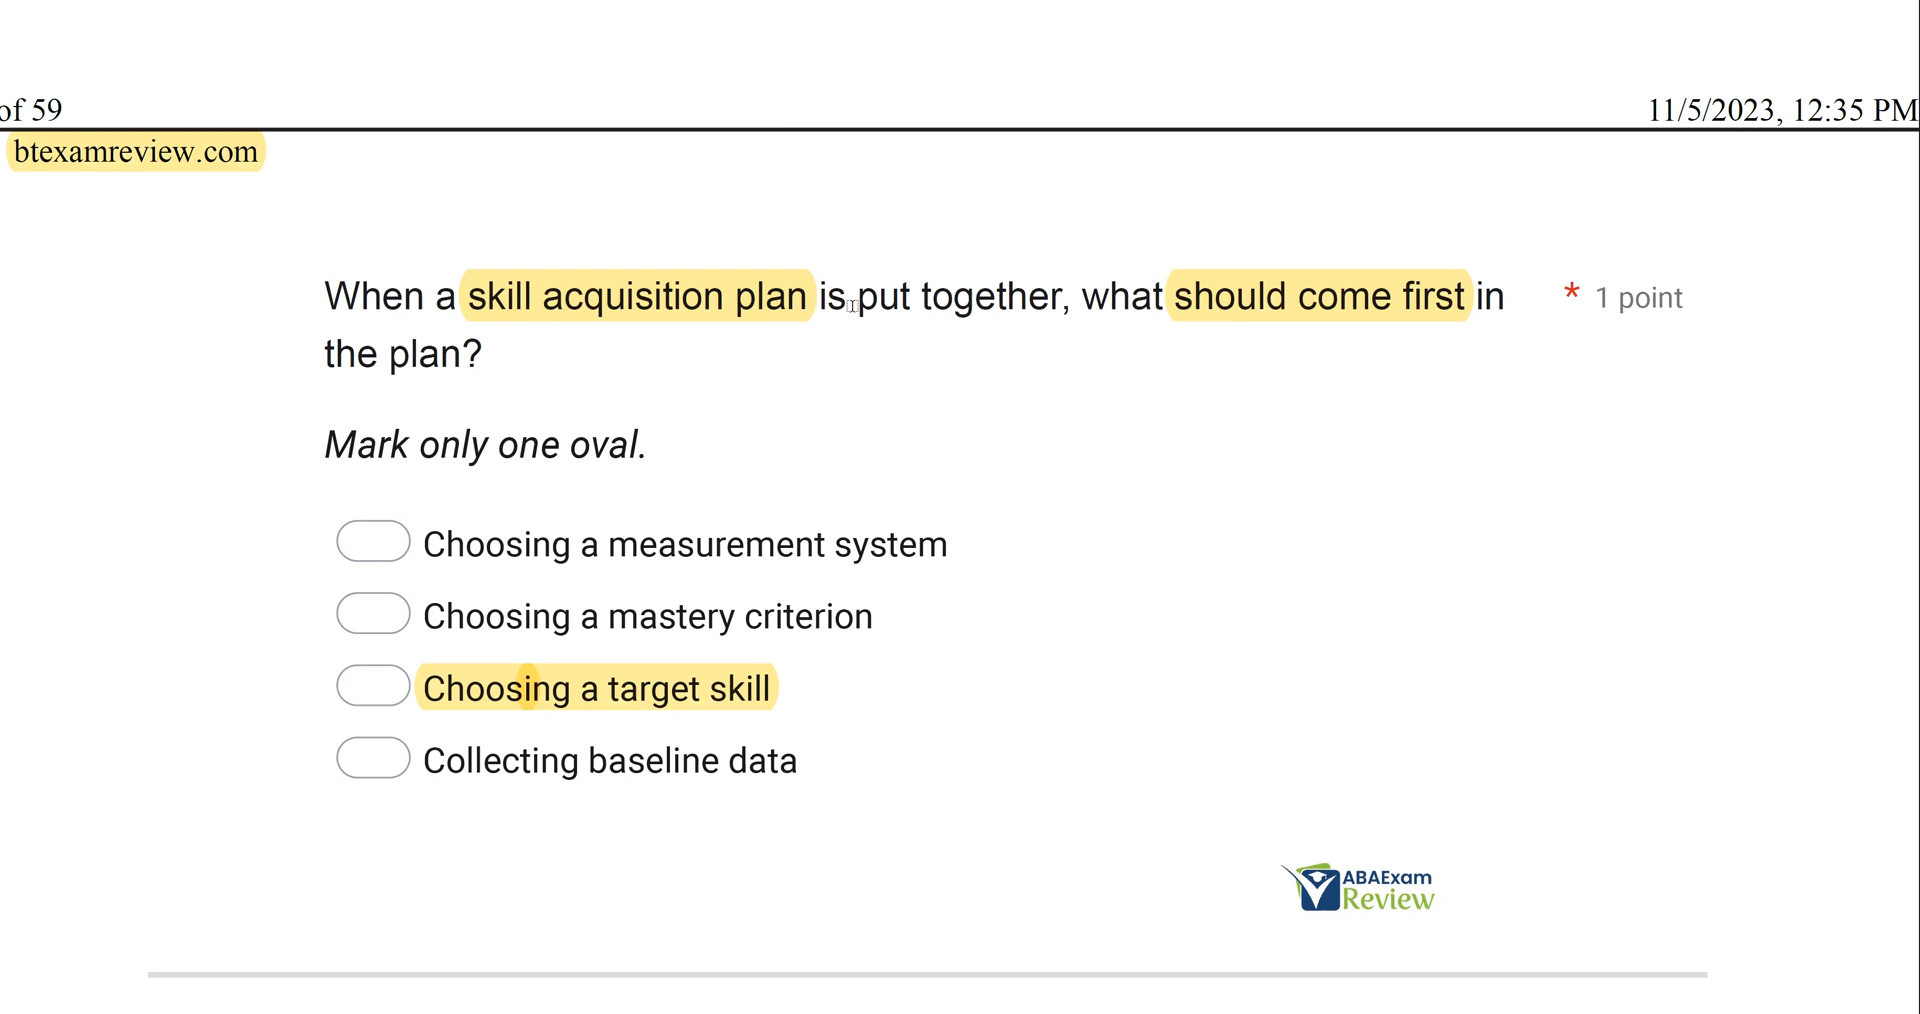 of 59
11/5/2023, 12:35 PM
btexamreview.com
When a skill acquisition plan is put together, what should come first in
the plan?
* 1 point
Mark only one oval.
Choosing a measurement system
Choosing a mastery criterion
Choosing a target skill
Collecting baseline data
ABAExam
Review